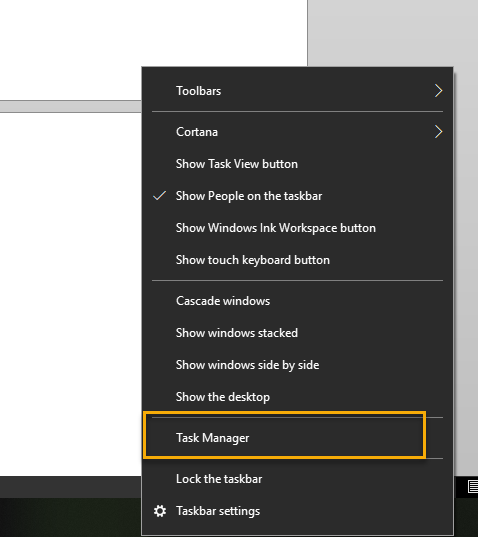 Toolbars
Cortana
Show Task View button
Show People on the taskbar
Show Windows Ink Workspace button
Show touch keyboard button
Cascade windows
Show windows stacked
Show windows side by side
Show the desktop
Task Manager
Lock the taskbar
Taskbar settings